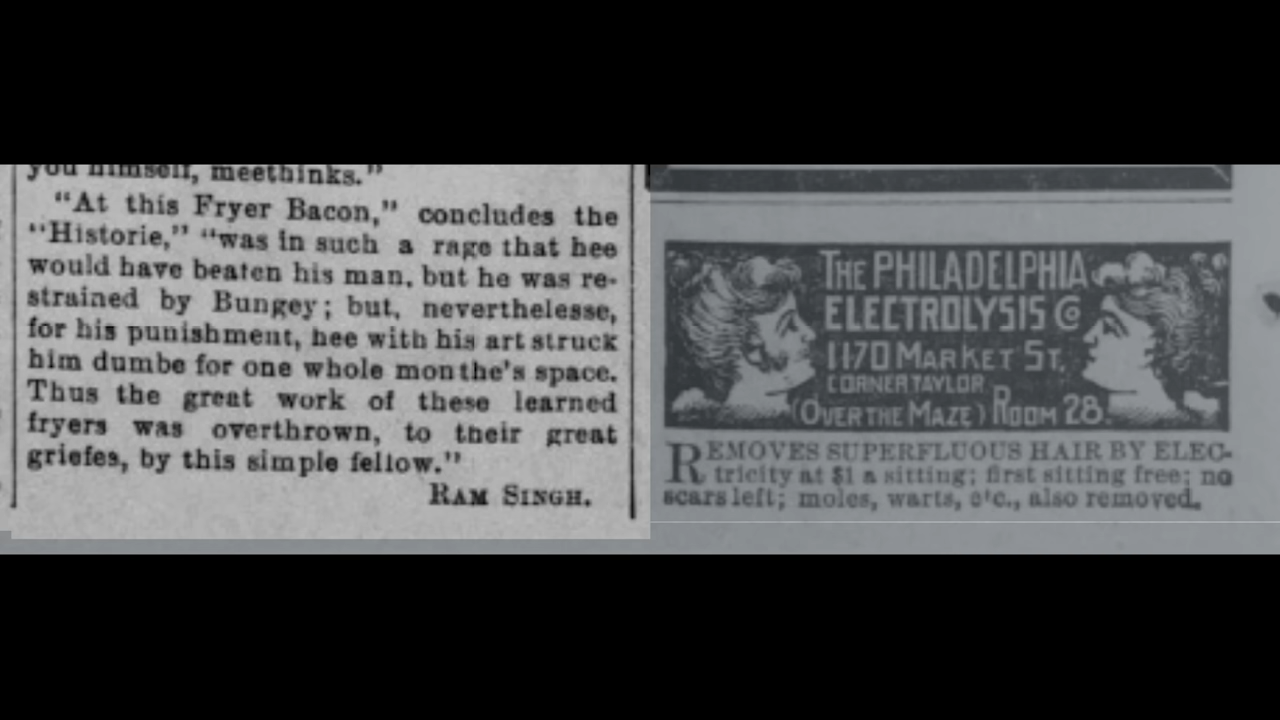 you himself, meethinks."
"At this Fryer Bacon," concludes the
"Historie," "was in such a rage that hee
would have beaten his man, but he was re-
strained by Bungey; but, neverthelesse,
for his punishment, hee with his art struck
him dumbe for one whole monthe's space.
Thus the great work of these learned
fryers was overthrown, to their great
griefes, by this simple fellow."
RAM SINGH.
THE PHILADELPHIA
ELECTROLYSIS Co
1170 MARKET ST.
CORNER TAYLOR
(OVER THE MAZE) ROOM 28.
REMOVES SUPERFLUOUS HAIR BY ELEC-
tricity at $1 a sitting; first sitting free; no
scars left; moles, warts, etc., also removed.